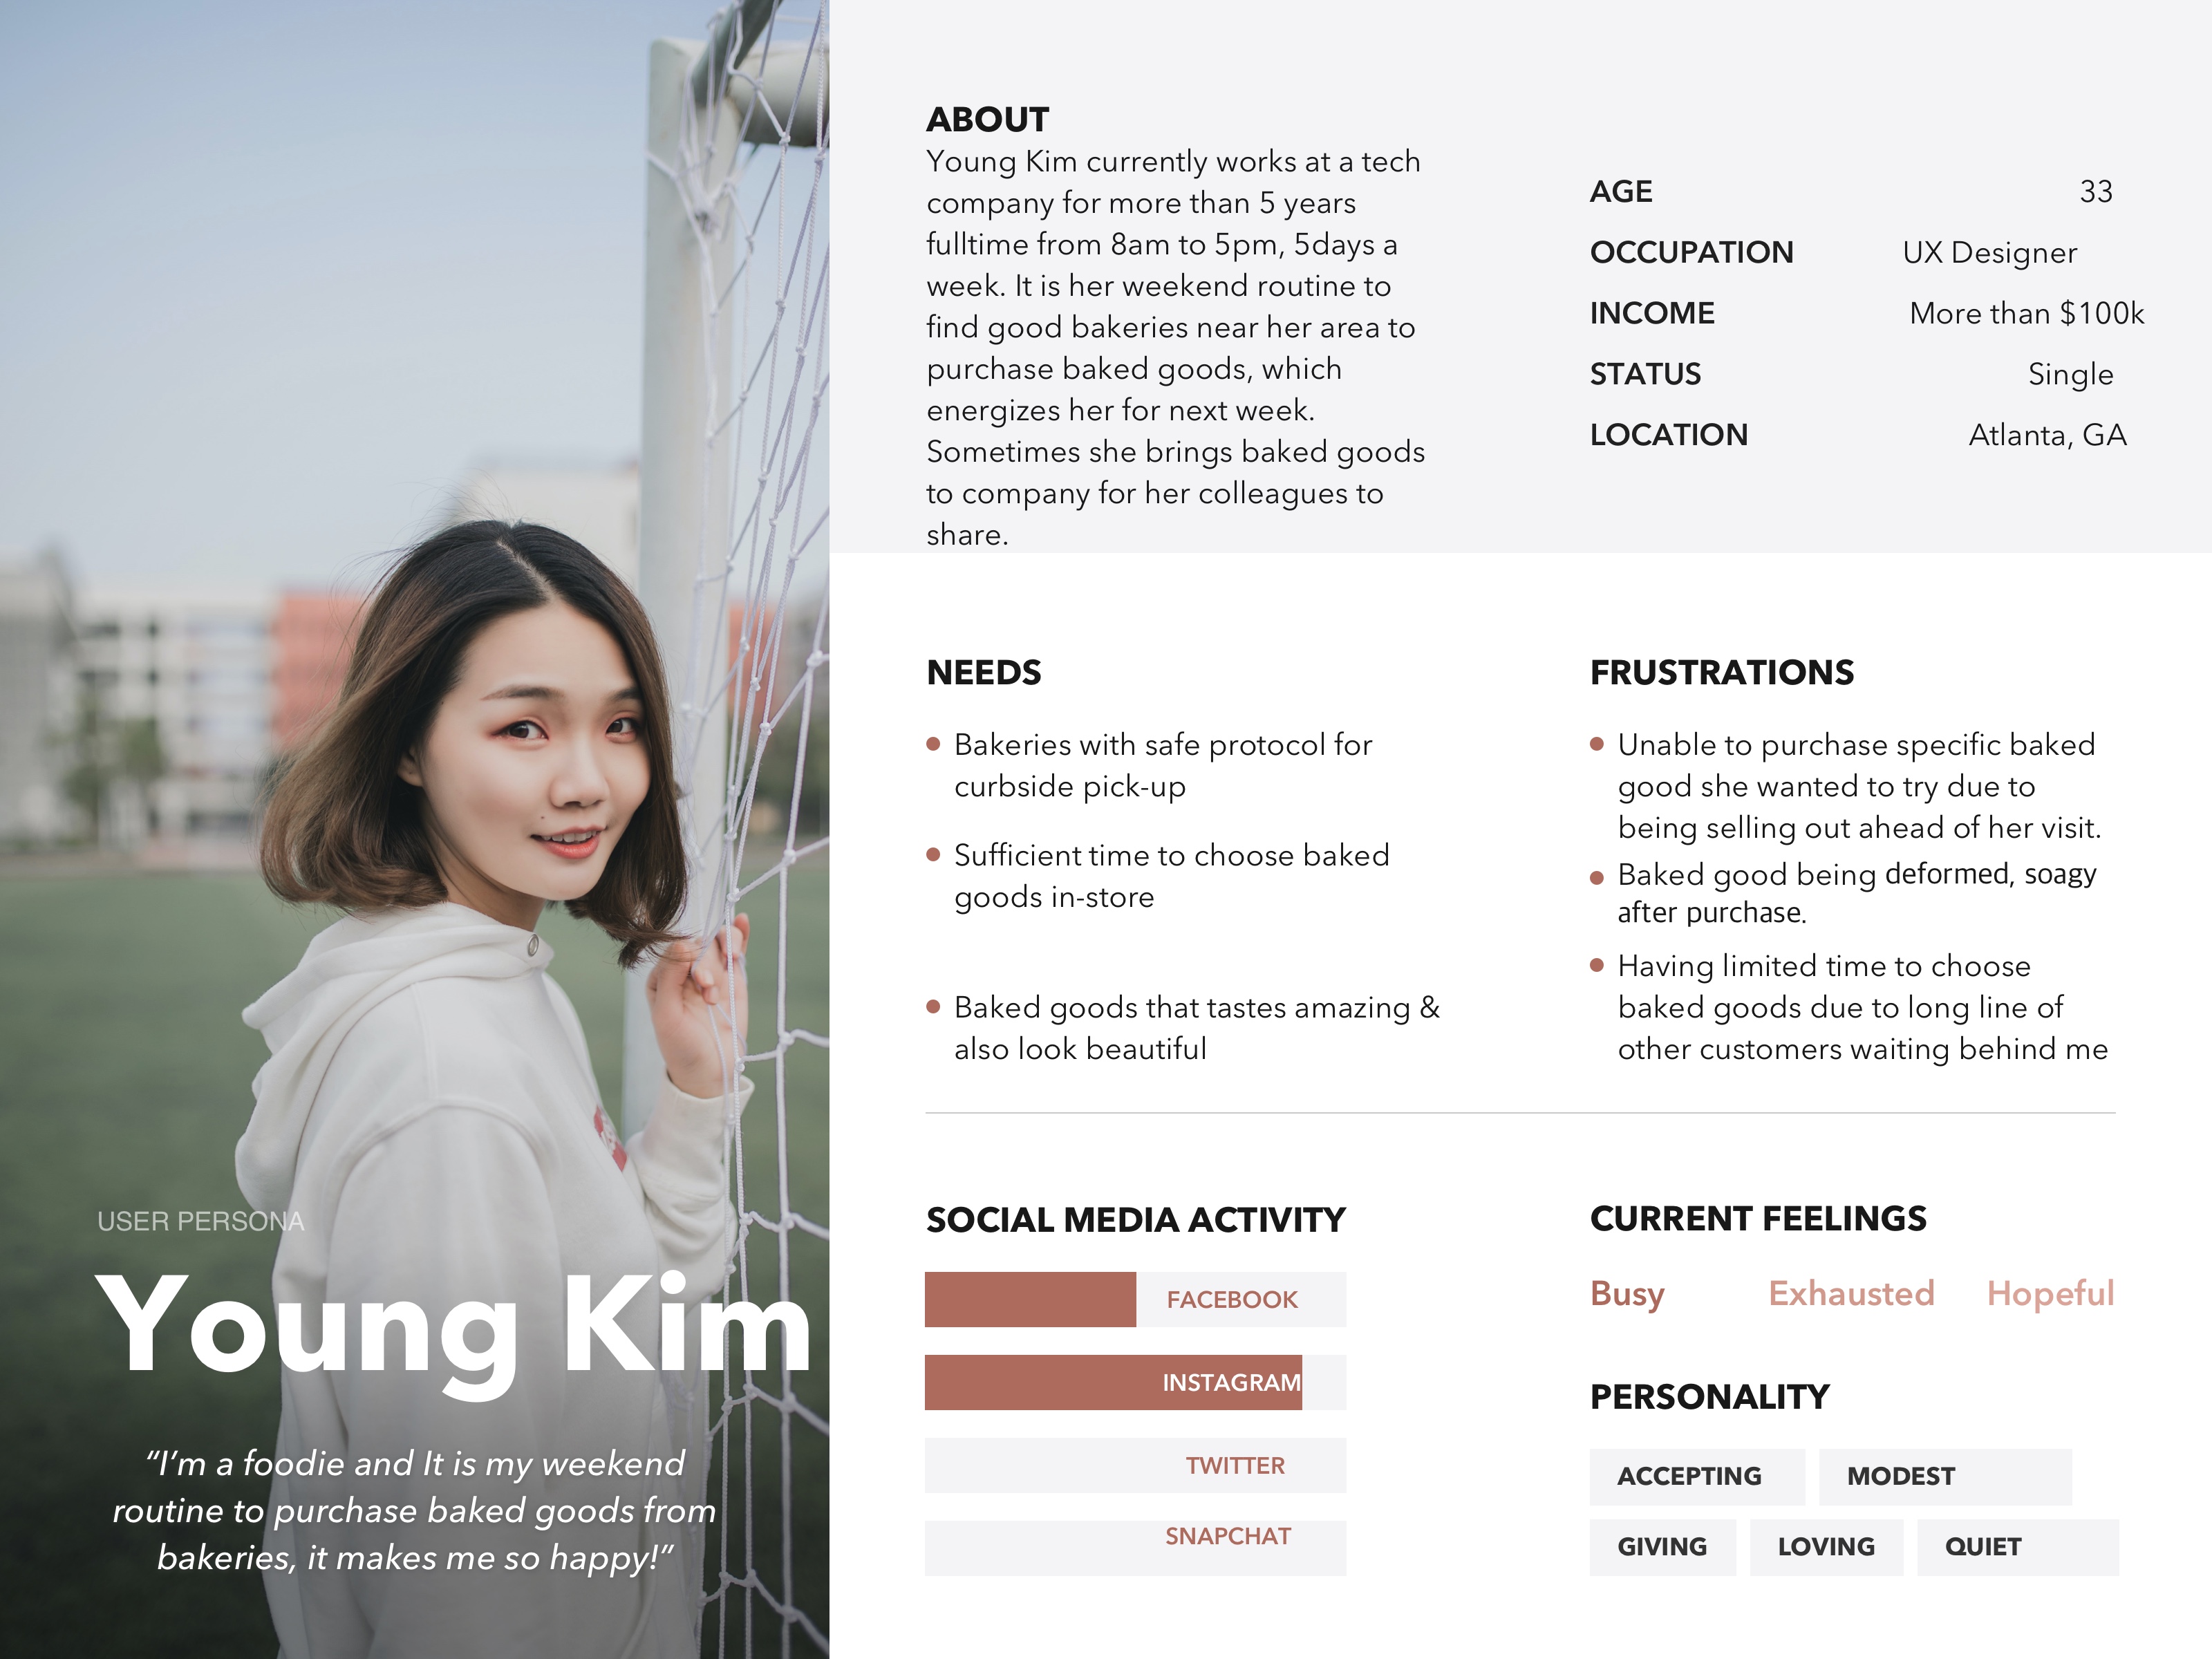 USER PERSONA
Young Kim
“I’m a foodie and It is my weekend
routine to purchase baked goods from
bakeries, it makes me so happy!”
ABOUT
Young Kim currently works at a tech
company for more than 5 years
fulltime from 8am to 5pm, 5days a
week. It is her weekend routine to
find good bakeries near her area to
purchase baked goods, which
energizes her for next week.
Sometimes she brings baked goods
to company for her colleagues to
share.
AGE 33
OCCUPATION UX Designer
INCOME More than $100k
STATUS Single
LOCATION Atlanta, GA
NEEDS
Bakeries with safe protocol for
curbside pick-up
Sufficient time to choose baked
goods in-store
Baked goods that tastes amazing &
also look beautiful
FRUSTRATIONS
Unable to purchase specific baked
good she wanted to try due to
being selling out ahead of her visit.
Baked good being deformed, soagy
after purchase.
Having limited time to choose
baked goods due to long line of
other customers waiting behind me
SOCIAL MEDIA ACTIVITY
FACEBOOK
INSTAGRAM
TWITTER
SNAPCHAT
CURRENT FEELINGS
Busy Exhausted Hopeful
PERSONALITY
ACCEPTING MODEST
GIVING LOVING QUIET